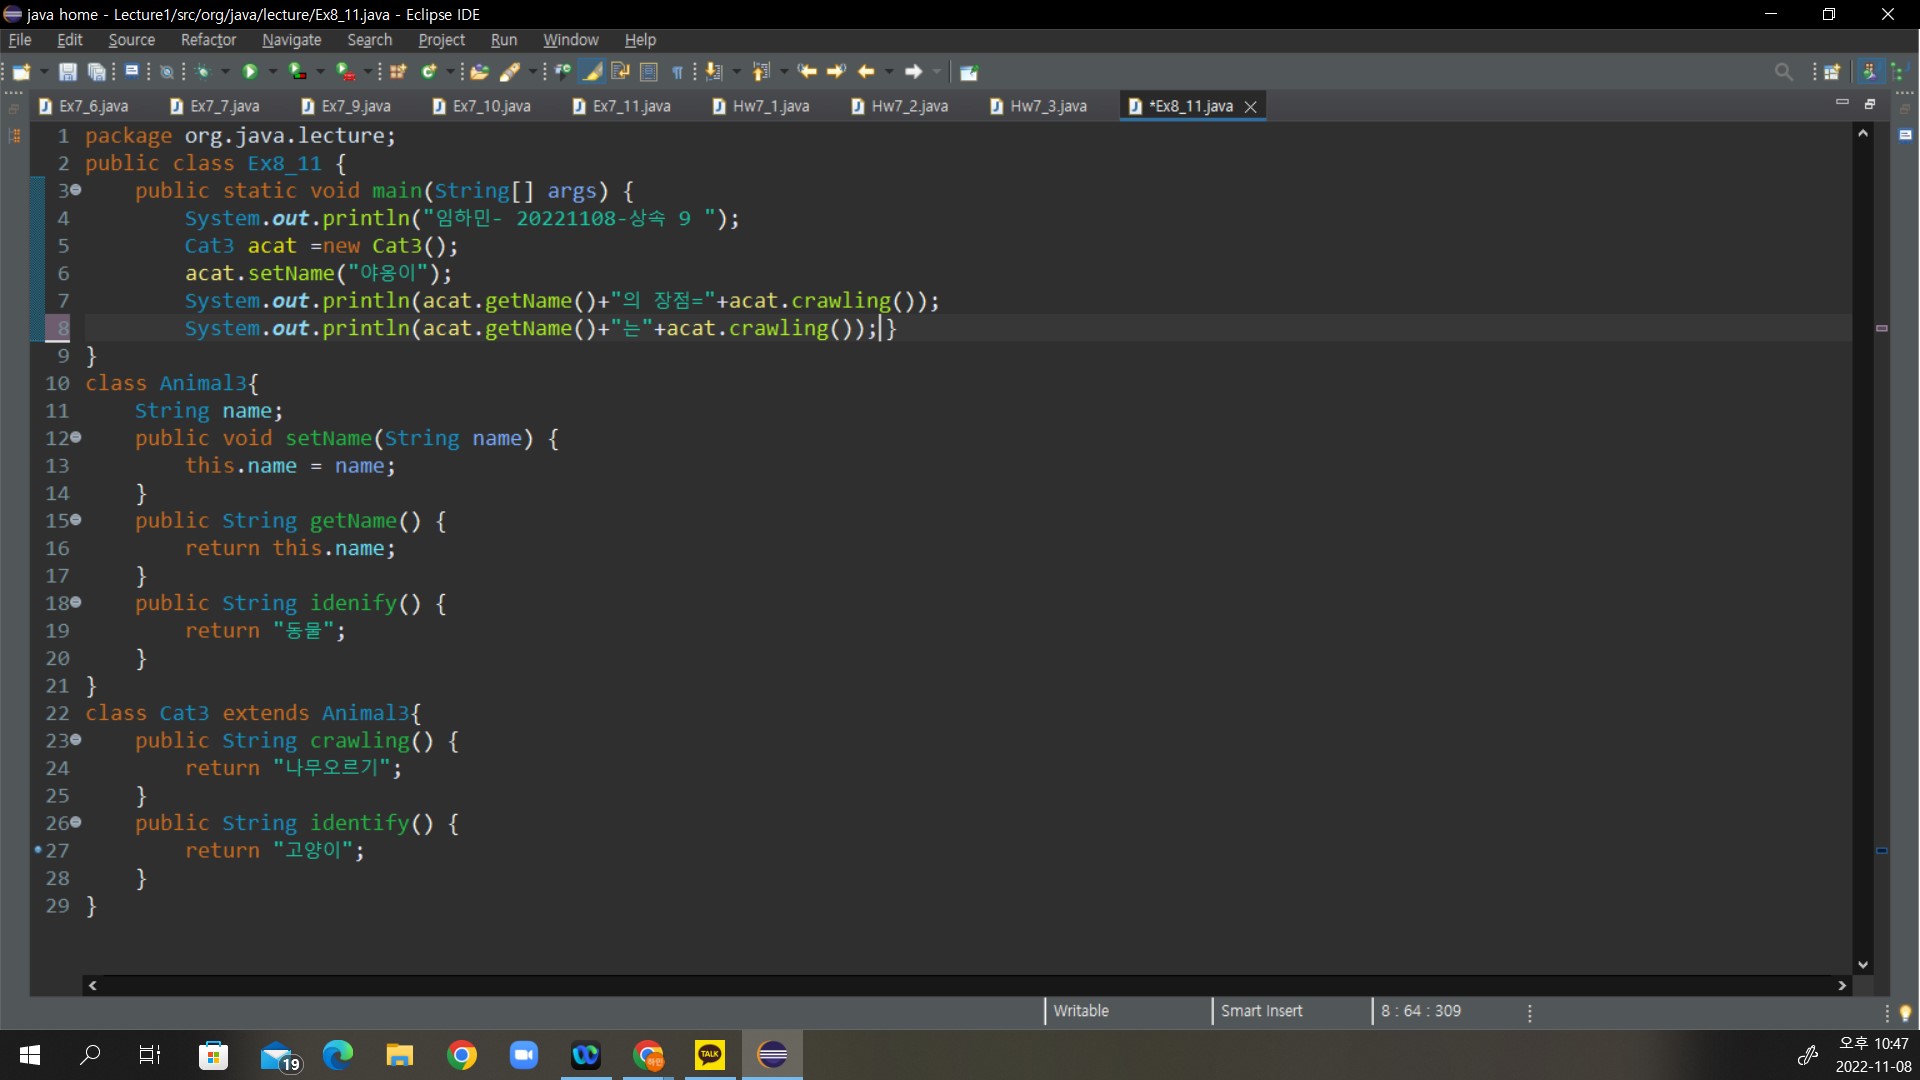 java home - Lecture1/src/org/java/lecture/Ex8_11.java - Eclipse IDE
File Edit Source Refactor Navigate Search Project Run Window Help
Ex7_6.java Ex7_7.java Ex7_9.java Ex7_10.java Ex7_11.java Hw7_1.java Hw7_2.java Hw7_3.java *Ex8_11.java
1 package org.java.lecture;
2 public class Ex8_11 {
3 public static void main(String[] args) {
4 System.out.println("임하민- 20221108-상속 9 ");
5 Cat3 acat =new Cat3();
6 acat.setName("야옹이");
7 System.out.println(acat.getName()+"의 장점="+acat.crawling());
8 System.out.println(acat.getName()+"는"+acat.crawling());}
9 }
10 class Animal3{
11 String name;
12 public void setName(String name) {
13 this.name = name;
14 }
15 public String getName() {
16 return this.name;
17 }
18 public String idenify() {
19 return "동물";
20 }
21 }
22 class Cat3 extends Animal3{
23 public String crawling() {
24 return "나무오르기";
25 }
26 public String identify() {
27 return "고양이";
28 }
29 }
Writable Smart Insert 8 : 64 : 309
19 하민 TALK 오후 10:47
2022-11-08